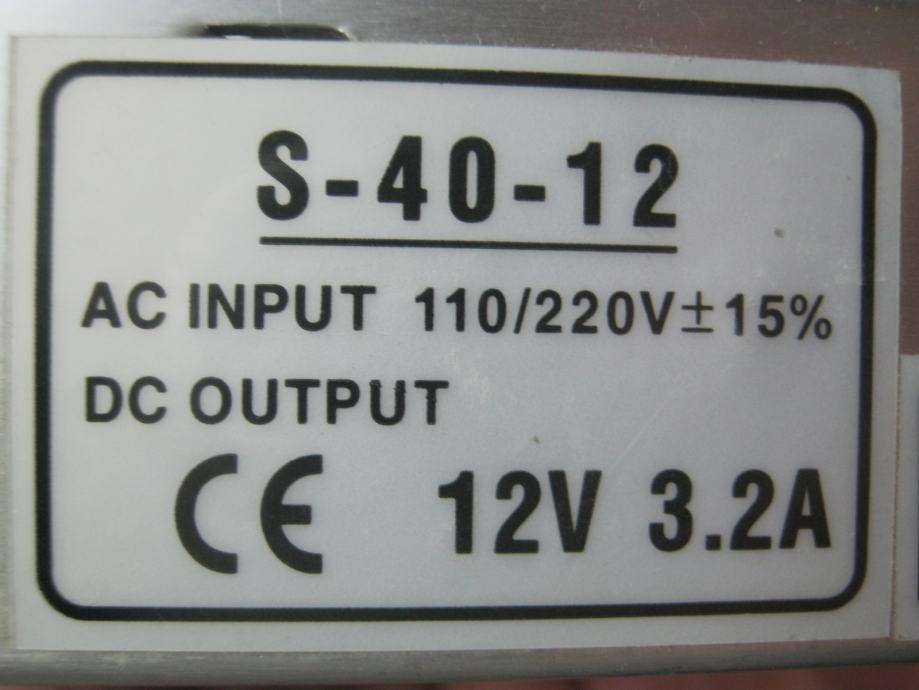 S-40-12
AC INPUT 110/220V±15%
DC OUTPUT
CE 12V 3.2A